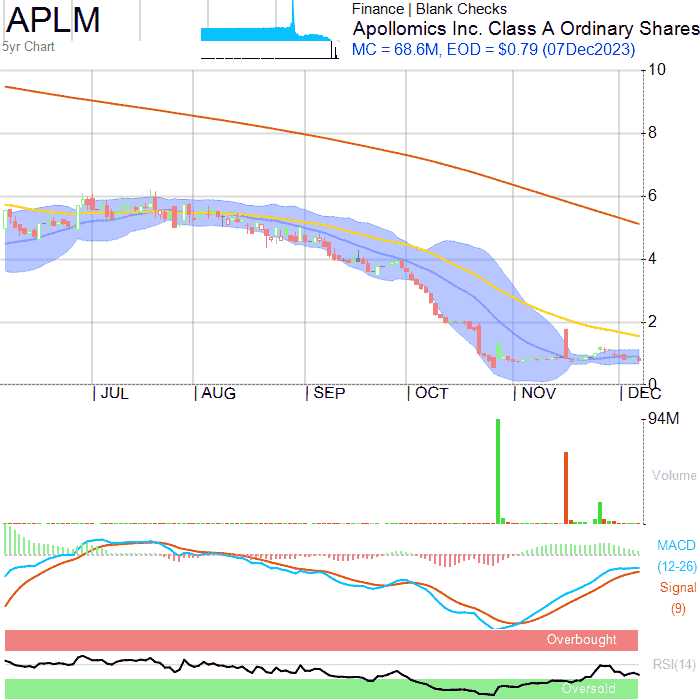 APLM
5yr Chart
Finance | Blank Checks
Apollomics Inc. Class A Ordinary Shares
MC = 68.6M, EOD = $0.79 (07Dec2023)
10
8
6
4
2
0
JUL AUG SEP OCT NOV DEC
94M
Volume
MACD
(12-26)
Signal
(9)
Overbought
RSI(14)
Oversold